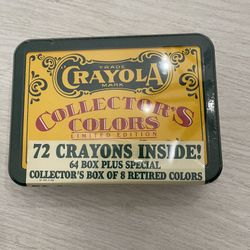 TRADE
CRAYOLA
MARK
COLLECTOR'S
COLORS
LIMITED EDITION
72 CRAYONS INSIDE!
64 BOX PLUS SPECIAL
COLLECTOR'S BOX OF 8 RETIRED COLORS